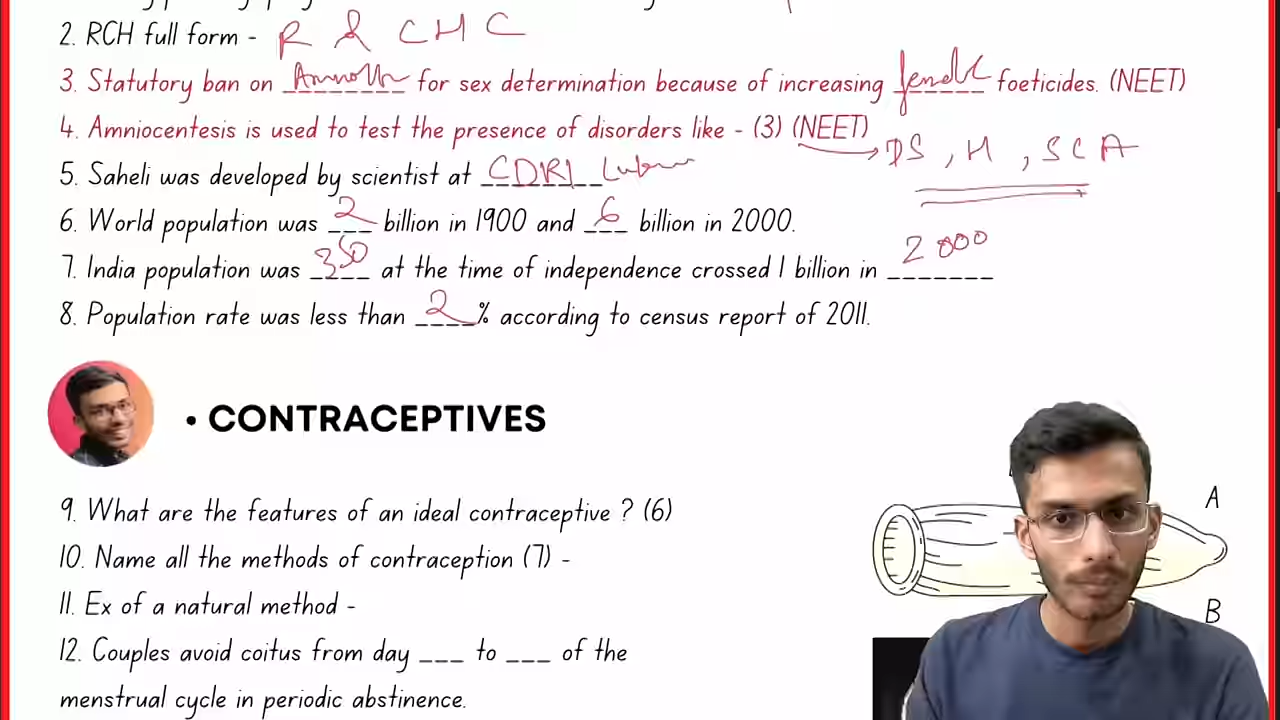 2. RCH full form - R & C H C
3. Statutory ban on ________ for sex determination because of increasing female foeticides. (NEET)
4. Amniocentesis is used to test the presence of disorders like - (3) (NEET) → DS, H, SCA
5. Saheli was developed by scientist at CDRI
6. World population was 2 billion in 1900 and 6 billion in 2000.
7. India population was 350 at the time of independence crossed 1 billion in 2000
8. Population rate was less than 2 % according to census report of 2011.
• CONTRACEPTIVES
9. What are the features of an ideal contraceptive ? (6)
A
10. Name all the methods of contraception (7) -
11. Ex of a natural method -
B
12. Couples avoid coitus from day ___ to ___ of the
menstrual cycle in periodic abstinence.